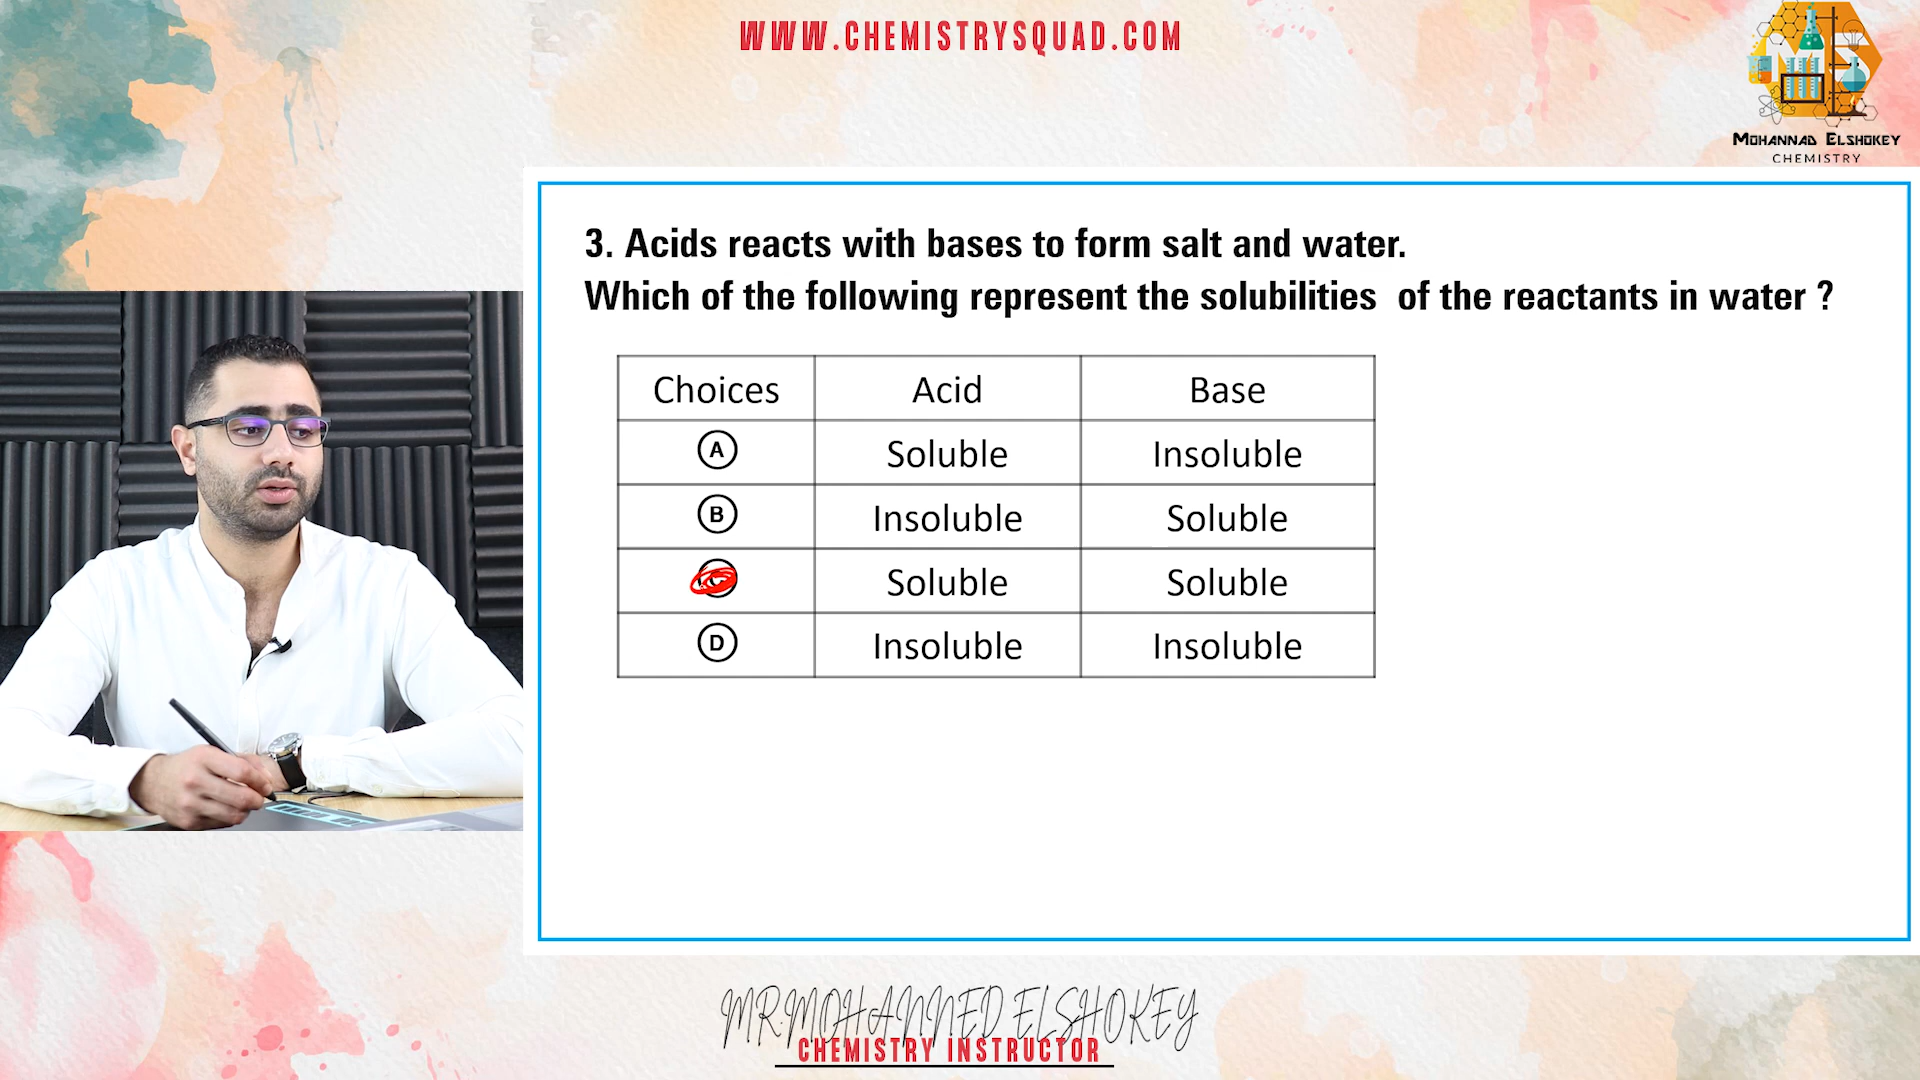 WWW.CHEMISTRYSQUAD.COM
MS
MOHANNAD ELSHOKEY
CHEMISTRY
3. Acids reacts with bases to form salt and water.
Which of the following represent the solubilities of the reactants in water ?
Choices Acid Base
A Soluble Insoluble
B Insoluble Soluble
Soluble Soluble
D Insoluble Insoluble
MR.MOHANNED ELSHOKEY
CHEMISTRY INSTRUCTOR